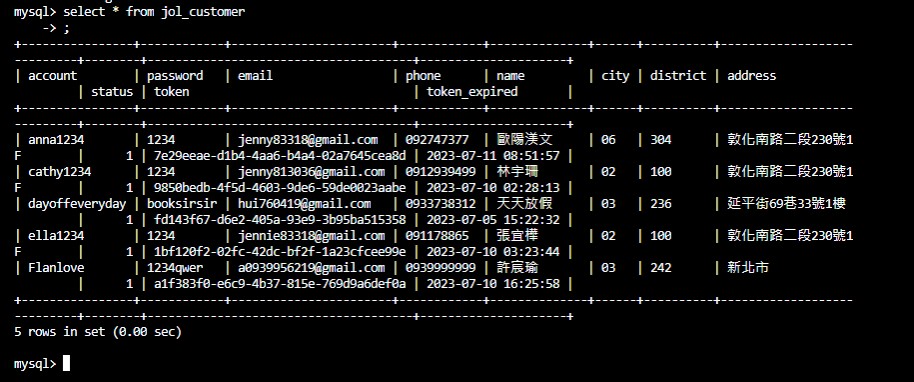 mysql> select * from jol_customer
    -> ;
+----------------+--------------+---------------------+-----------+----------+------+----------+-----------------
---------+--------+--------------------------------------+---------------------+
| account | password | email | phone | name | city | district | address
| status | token | token_expired |
+----------------+--------------+---------------------+-----------+----------+------+----------+-----------------
---------+--------+--------------------------------------+---------------------+
| anna1234 | 1234 | jenny83318@gmail.com | 092747377 | 歐陽渼文 | 06 | 304 | 敦化南路二段230號1
F | 1 | 7e29eeae-d1b4-4aa6-b4a4-02a7645cea8d | 2023-07-11 08:51:57 |
| cathy1234 | 1234 | jenny813036@gmail.com | 0912939499 | 林宇珊 | 02 | 100 | 敦化南路二段230號1
F | 1 | 9850bedb-4f5d-4603-9de6-59de0023aabe | 2023-07-10 02:28:13 |
| dayoffeveryday | booksirsir | hui760419@gmail.com | 0933738312 | 天天放假 | 03 | 236 | 延平街69巷33號1樓
| 1 | fd143f67-d6e2-405a-93e9-3b95ba515358 | 2023-07-05 15:22:32 |
| ella1234 | 1234 | jennie83318@gmail.com | 091178865 | 張宜樺 | 02 | 100 | 敦化南路二段230號1
F | 1 | 1bf120f2-02fc-42dc-bf2f-1a23cfcee99e | 2023-07-10 03:23:44 |
| Flanlove | 1234qwer | a0939956219@gmail.com | 0939999999 | 許宸瑜 | 03 | 242 | 新北市
| 1 | a1f383f0-e6c9-4b37-815e-769d9a6def0a | 2023-07-10 16:25:58 |
+----------------+--------------+---------------------+-----------+----------+------+----------+-----------------
---------+--------+--------------------------------------+---------------------+
5 rows in set (0.00 sec)
mysql>